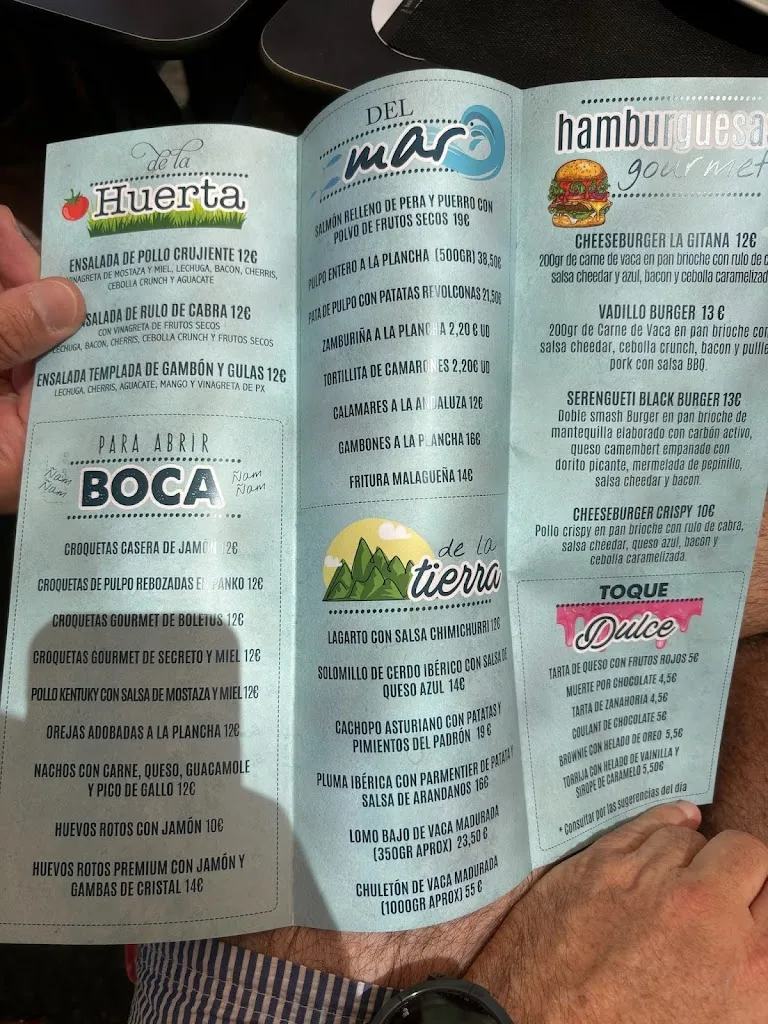 de la
Huerta
ENSALADA DE POLLO CRUJIENTE 12€
VINAGRETA DE MOSTAZA Y MIEL, LECHUGA, BACON, CHERRIS,
CEBOLLA CRUNCH Y AGUACATE
ENSALADA DE RULO DE CABRA 12€
CON VINAGRETA DE FRUTOS SECOS
LECHUGA, BACON, CHERRIS, CEBOLLA CRUNCH Y FRUTOS SECOS
ENSALADA TEMPLADA DE GAMBÓN Y GULAS 12€
LECHUGA, CHERRIS, AGUACATE, MANGO Y VINAGRETA DE PX
PARA ABRIR
BOCA
Ñam
Ñam
Ñam
Ñam
CROQUETAS CASERA DE JAMÓN 12€
CROQUETAS DE PULPO REBOZADAS EN PANKO 12€
CROQUETAS GOURMET DE BOLETUS 12€
CROQUETAS GOURMET DE SECRETO Y MIEL 12€
POLLO KENTUKY CON SALSA DE MOSTAZA Y MIEL 12€
OREJAS ADOBADAS A LA PLANCHA 12€
NACHOS CON CARNE, QUESO, GUACAMOLE
Y PICO DE GALLO 12€
HUEVOS ROTOS CON JAMÓN 10€
HUEVOS ROTOS PREMIUM CON JAMÓN Y
GAMBAS DE CRISTAL 14€
DEL
mar
SALMÓN RELLENO DE PERA Y PUERRO CON
POLVO DE FRUTOS SECOS 19€
PULPO ENTERO A LA PLANCHA (500GR) 38,50€
PATA DE PULPO CON PATATAS REVOLCONAS 21,50€
ZAMBURIÑA A LA PLANCHA 2,20 € UD
TORTILLITA DE CAMARONES 2,20€ UD
CALAMARES A LA ANDALUZA 12€
GAMBONES A LA PLANCHA 16€
FRITURA MALAGUEÑA 14€
de la
tierra
LAGARTO CON SALSA CHIMICHURRI 12€
SOLOMILLO DE CERDO IBÉRICO CON SALSA DE
QUESO AZUL 14€
CACHOPO ASTURIANO CON PATATAS Y
PIMIENTOS DEL PADRÓN 19 €
PLUMA IBÉRICA CON PARMENTIER DE PATATA Y
SALSA DE ARANDANOS 16€
LOMO BAJO DE VACA MADURADA
(350GR APROX) 23,50 €
CHULETÓN DE VACA MADURADA
(1000GR APROX) 55 €
hamburguesas
gourmet
CHEESEBURGER LA GITANA 12€
200gr de carne de vaca en pan brioche con rulo de c
salsa cheedar y azul, bacon y cebolla caramelizad
VADILLO BURGER 13 €
200gr de Carne de Vaca en pan brioche con
salsa cheedar, cebolla crunch, bacon y pulle
pork con salsa BBQ.
SERENGUETI BLACK BURGER 13€
Doble smash Burger en pan brioche de
mantequilla elaborado con carbón activo,
queso camembert empanado con
dorito picante, mermelada de pepinillo,
salsa cheedar y bacon.
CHEESEBURGER CRISPY 10€
Pollo crispy en pan brioche con rulo de cabra,
salsa cheedar, queso azul, bacon y
cebolla caramelizada.
TOQUE
Dulce
TARTA DE QUESO CON FRUTOS ROJOS 5€
MUERTE POR CHOCOLATE 4,5€
TARTA DE ZANAHORIA 4,5€
COULANT DE CHOCOLATE 5€
BROWNIE CON HELADO DE OREO 5,5€
TORRIJA CON HELADO DE VAINILLA Y
SIROPE DE CARAMELO 5,50€
* Consultar por las sugerencias del día